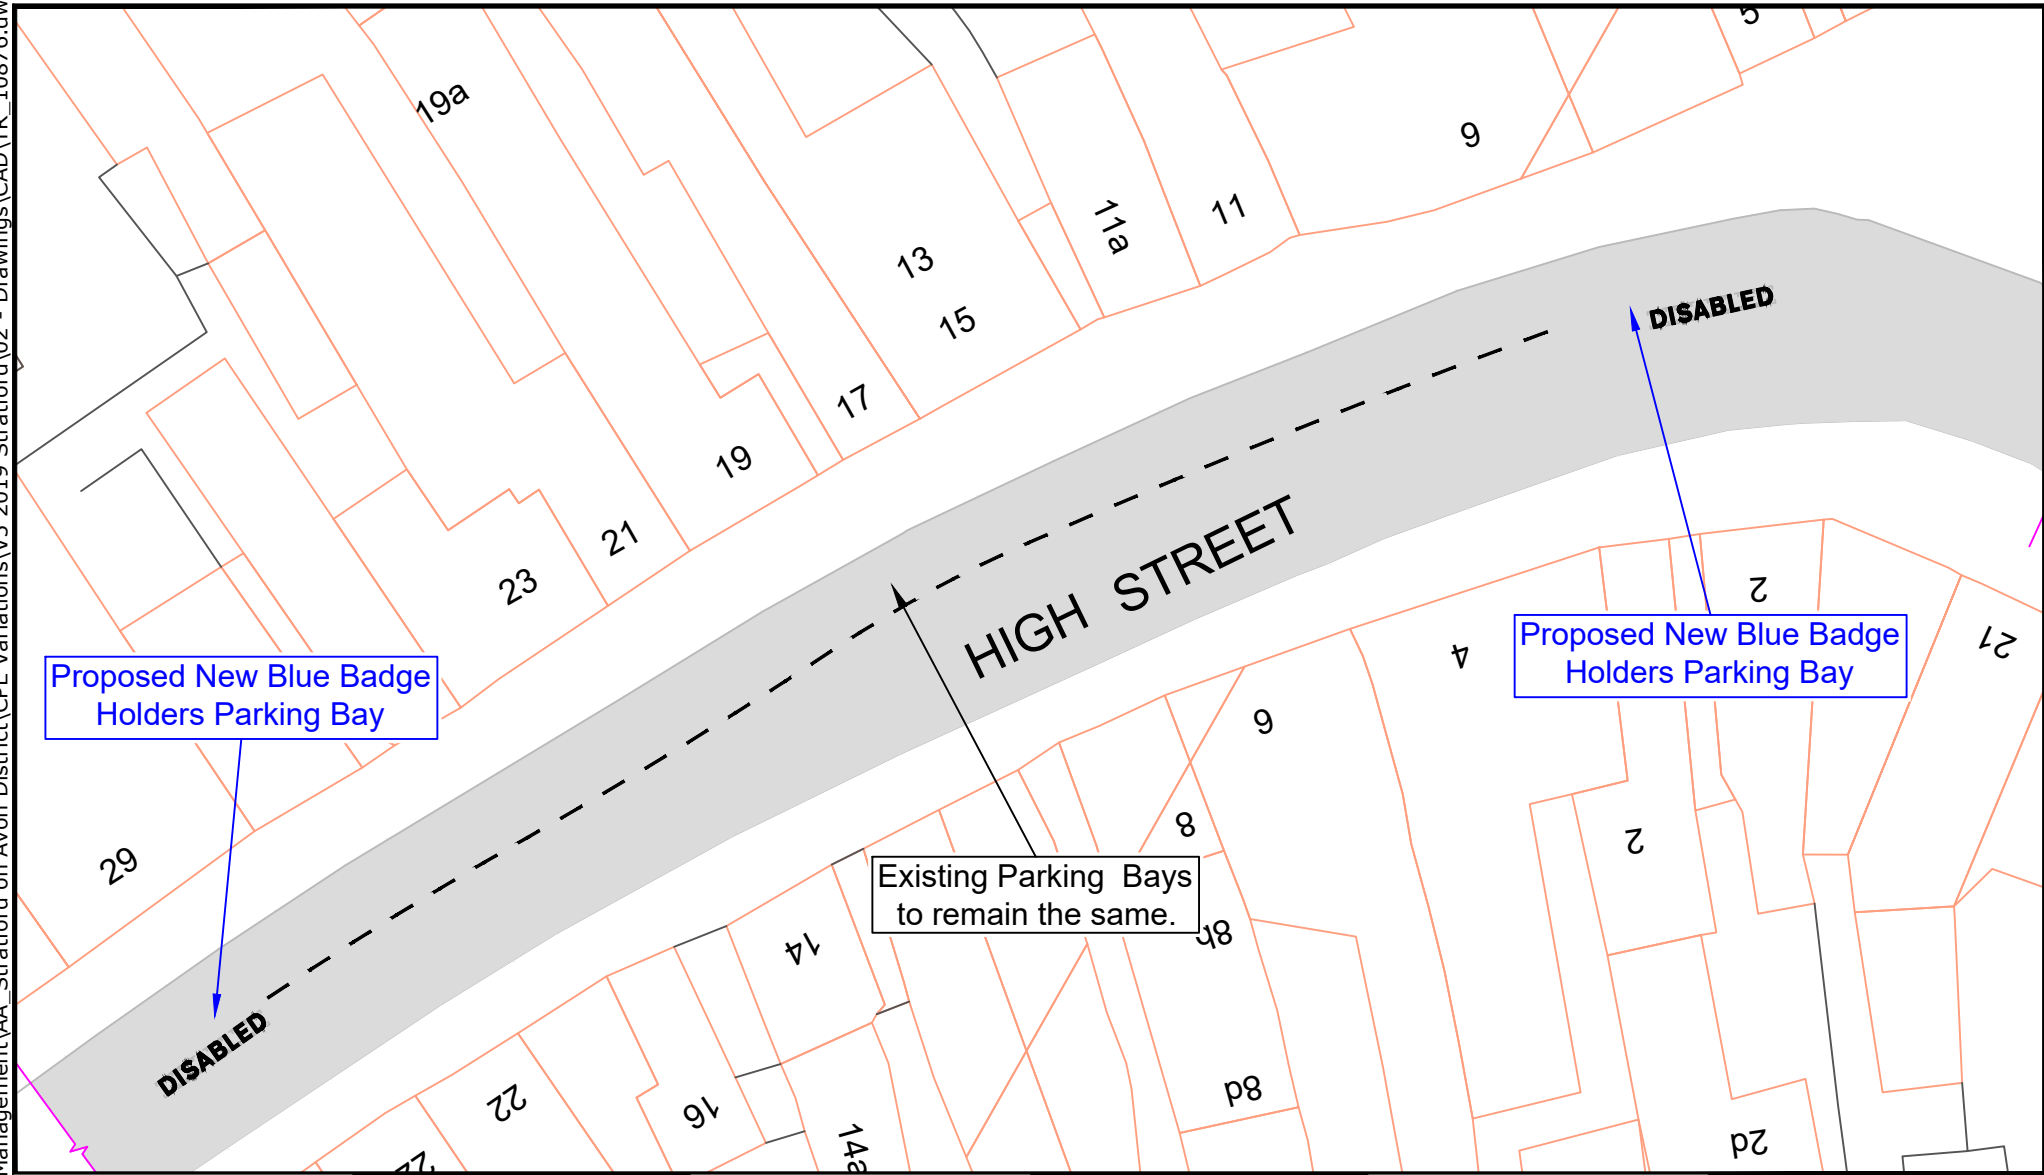 5
19a
9
11a
11
13
15
DISABLED
17
19
21
23
HIGH STREET
2
21
4
Proposed New Blue Badge
Holders Parking Bay
Proposed New Blue Badge
Holders Parking Bay
6
8
2
29
Existing Parking Bays
to remain the same.
14
8h
DISABLED
22
16
8d
14a
2d